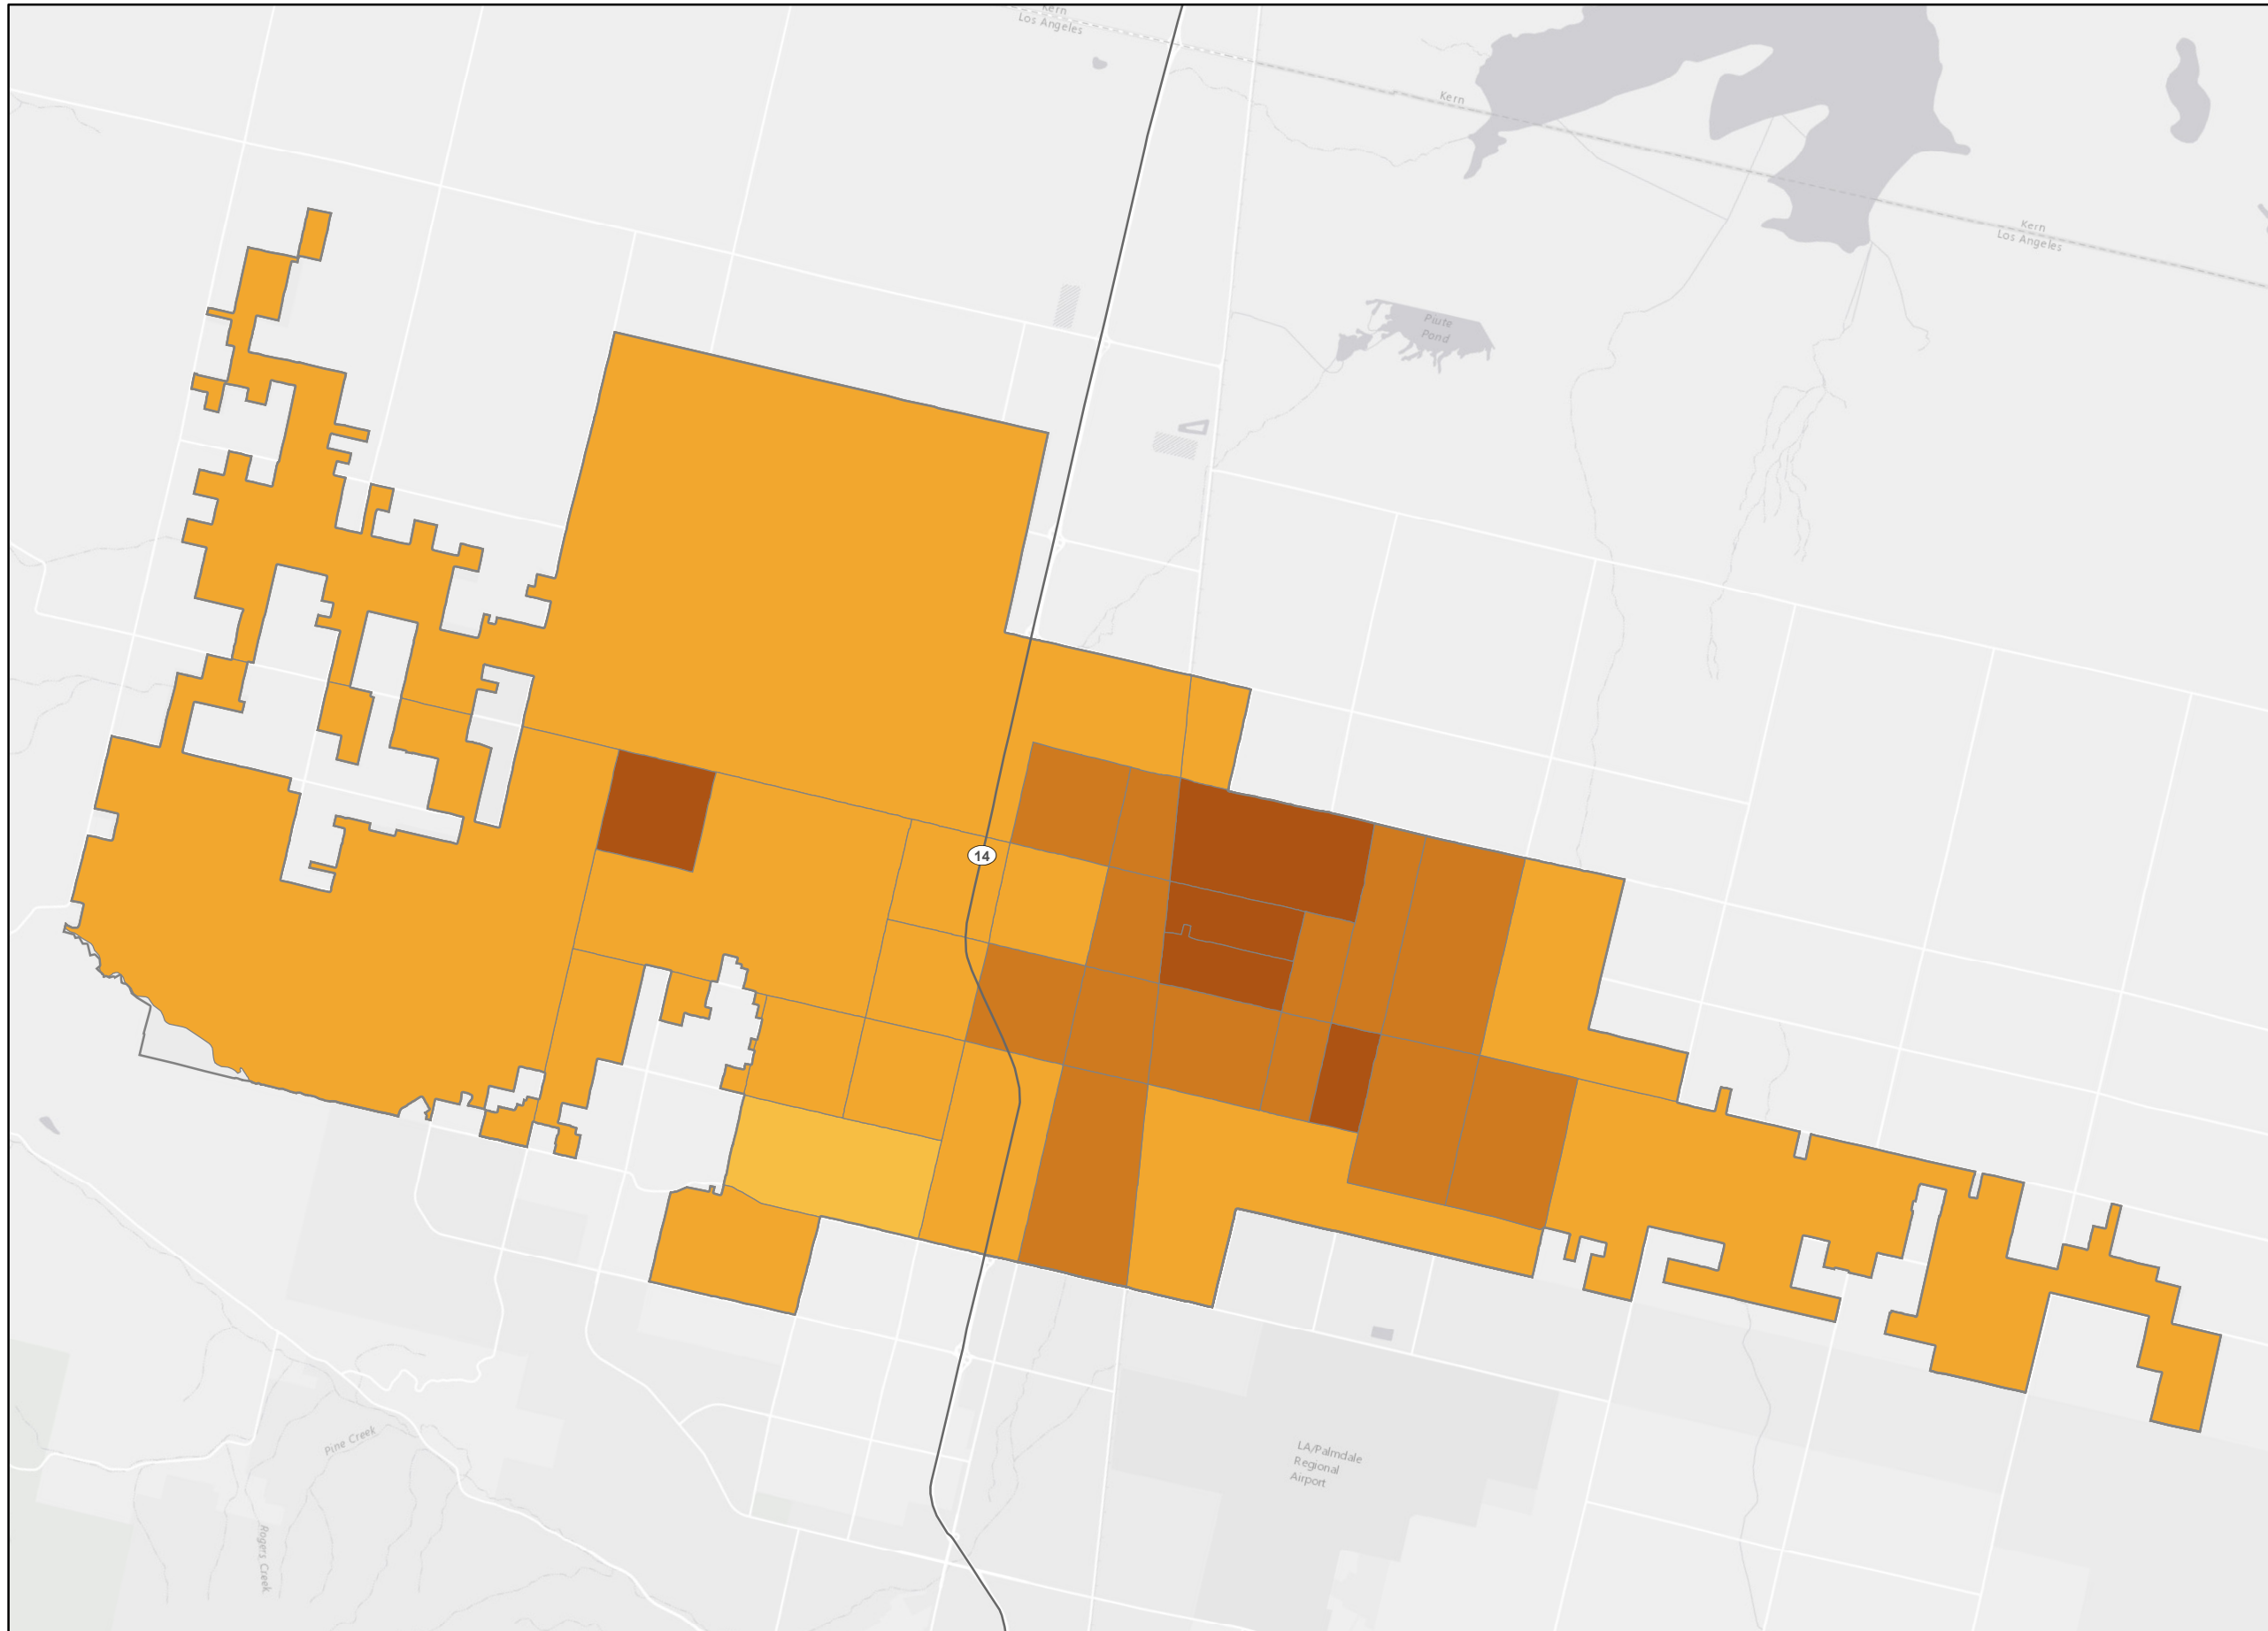 Kern
Los Angeles
Kern
Kern
Los Angeles
Piute
Pond
14
LA/Palmdale
Regional
Airport
Pine Creek
Rogers Creek